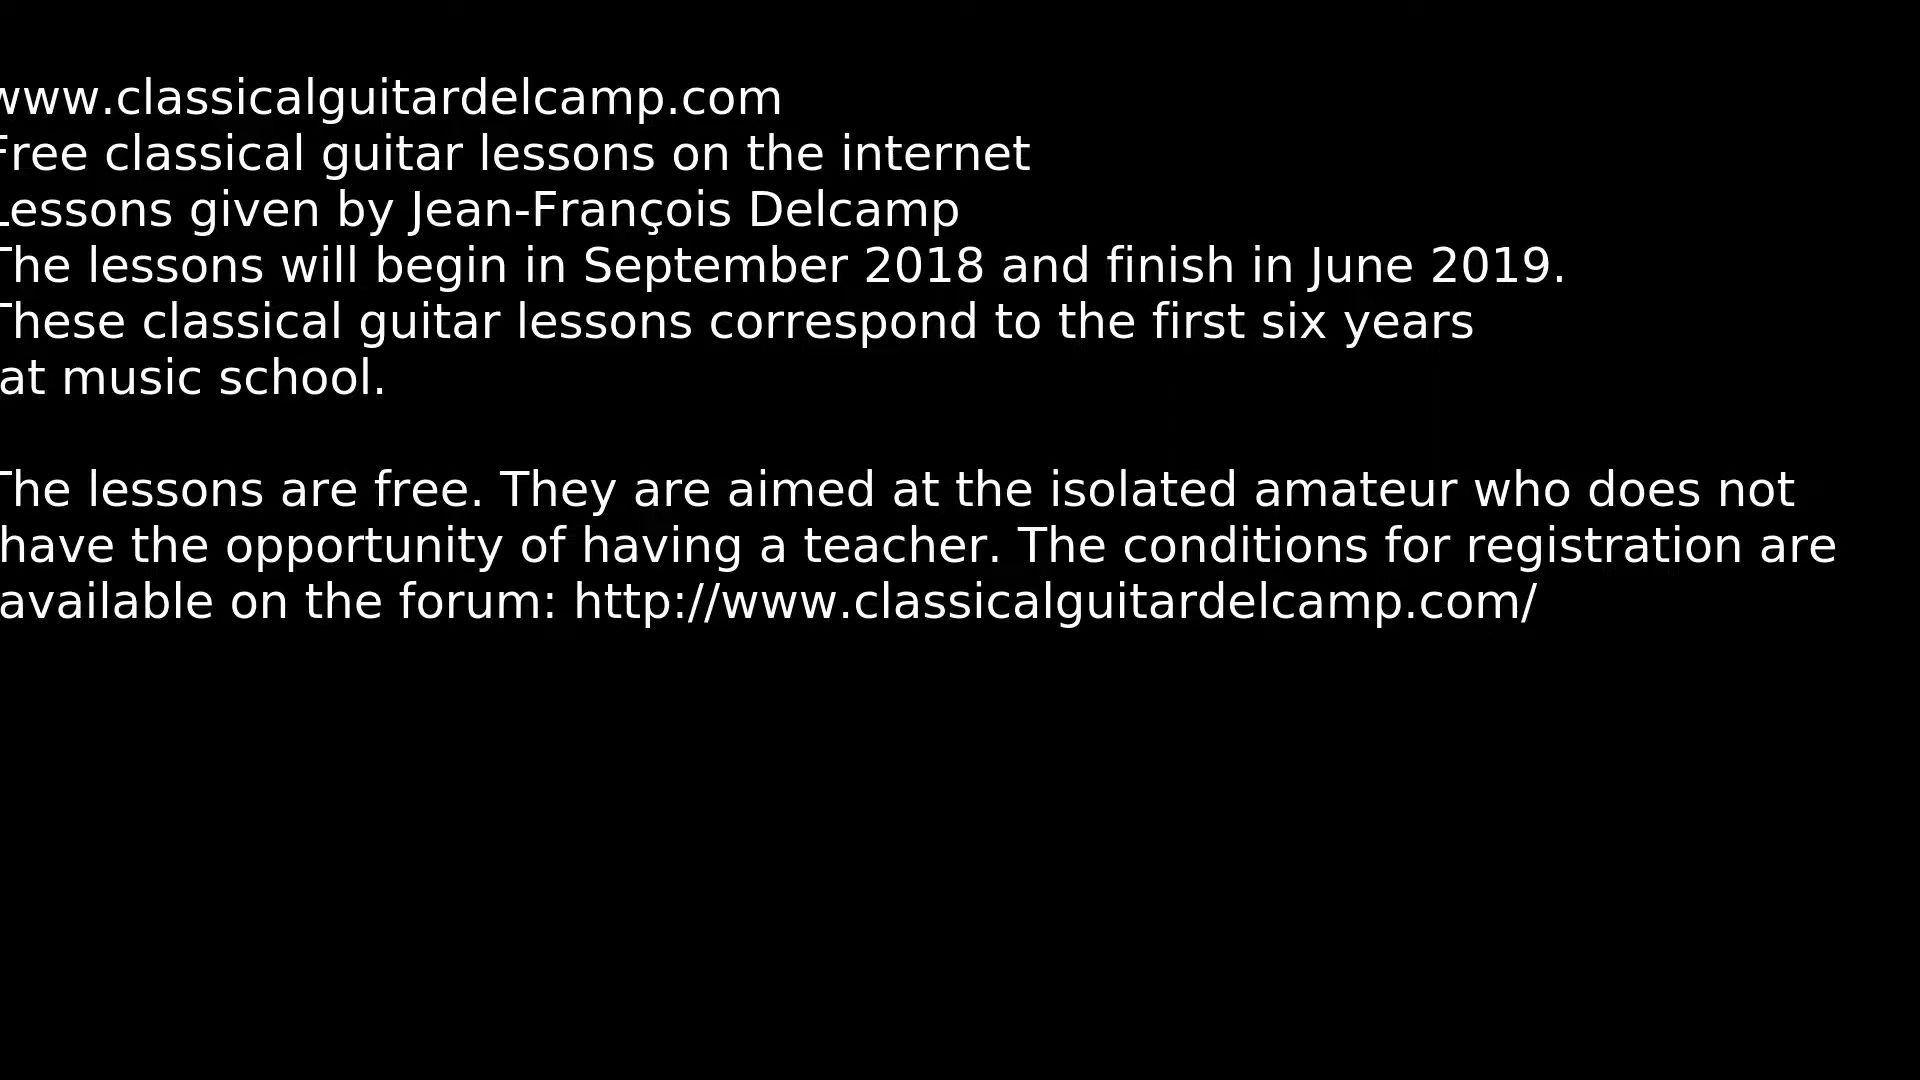 www.classicalguitardelcamp.com
Free classical guitar lessons on the internet
Lessons given by Jean-François Delcamp
The lessons will begin in September 2018 and finish in June 2019.
These classical guitar lessons correspond to the first six years
at music school.
The lessons are free. They are aimed at the isolated amateur who does not
have the opportunity of having a teacher. The conditions for registration are
available on the forum: http://www.classicalguitardelcamp.com/